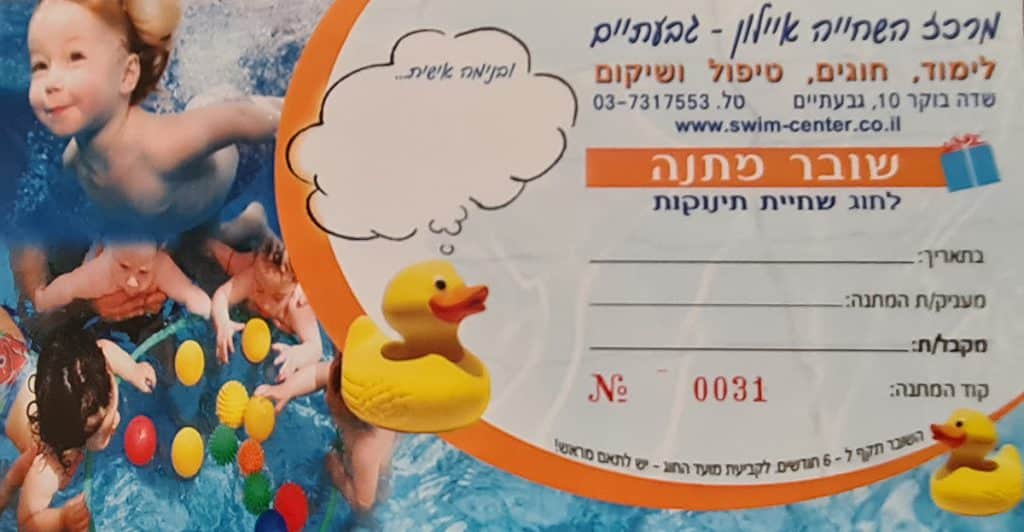 מרכז השחייה איילון - גבעתיים
לימוד, חוגים, טיפול ושיקום
שדה בוקר 10, גבעתיים טל. 03-7317553
www.swim-center.co.il
שובר מתנה
לחוג שחיית תינוקות
ובנימה אישית...
בתאריך:
מעניק/ת המתנה:
מקבל/ת:
קוד המתנה: № 0031
השובר תקף ל - 6 חודשים. לקביעת מועד החוג - יש לתאם מראש!